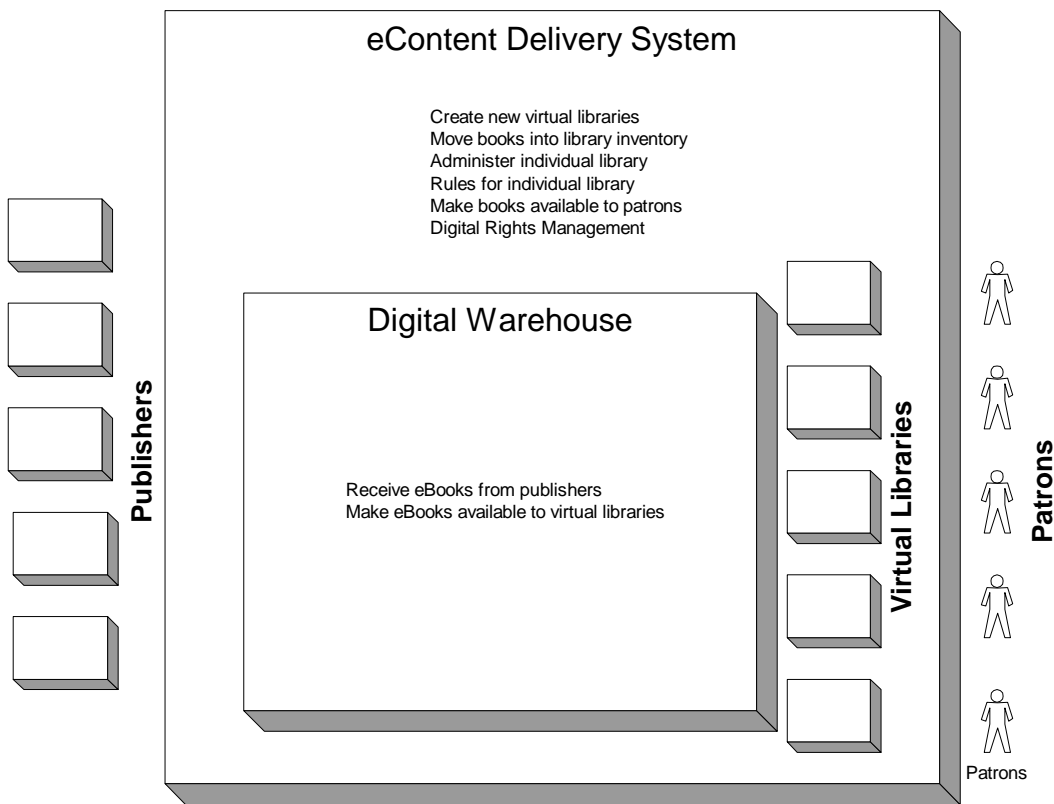 eContent Delivery System
Create new virtual libraries
Move books into library inventory
Administer individual library
Rules for individual library
Make books available to patrons
Digital Rights Management
Publishers
Digital Warehouse
Receive eBooks from publishers
Make eBooks available to virtual libraries
Virtual Libraries
Patrons
Patrons